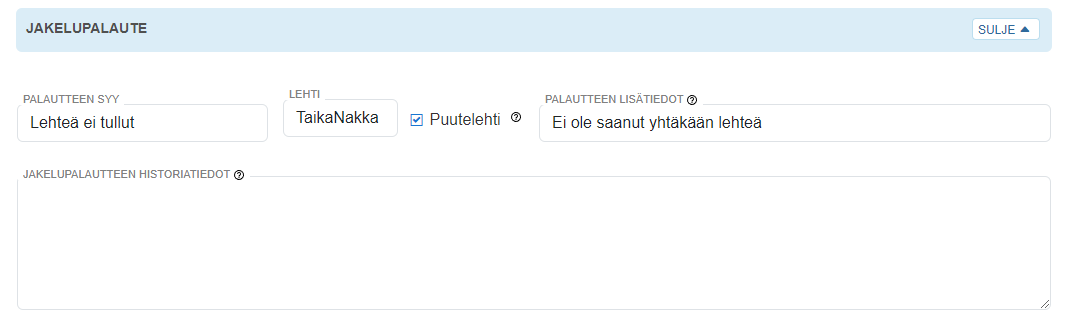 JAKELUPALAUTE
SULJE
PALAUTTEEN SYY
Lehteä ei tullut
LEHTI
TaikaNakka
Puutelehti
PALAUTTEEN LISÄTIEDOT
Ei ole saanut yhtäkään lehteä
JAKELUPALAUTTEEN HISTORIATIEDOT